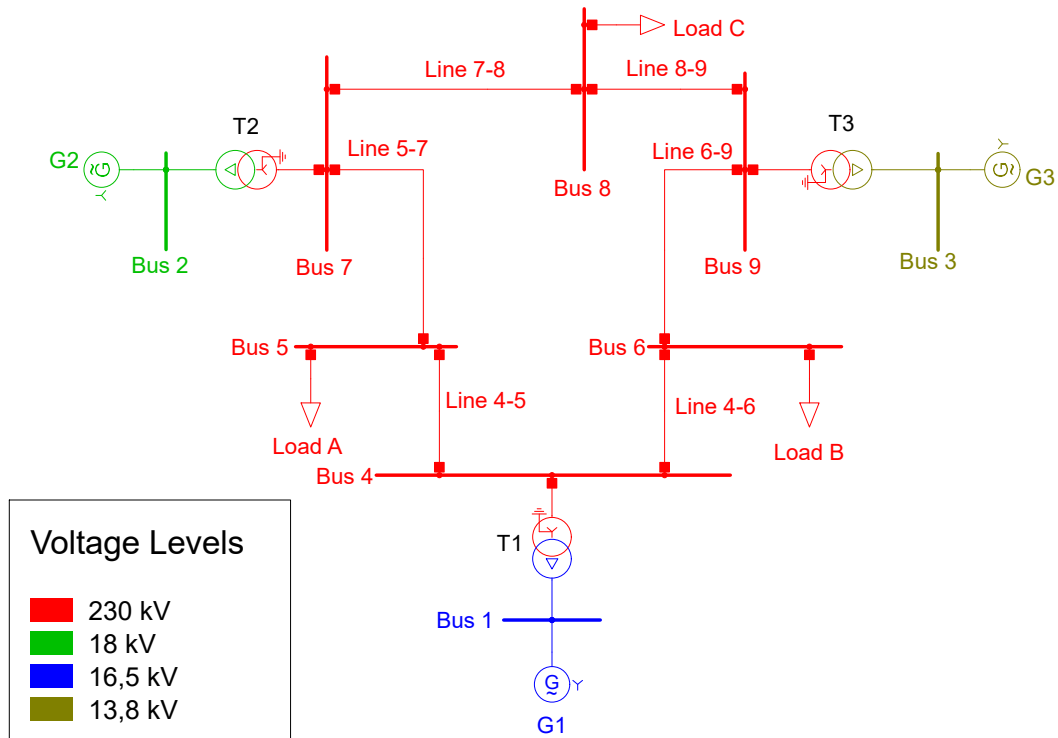 Load C
Line 7-8
Line 8-9
T2
T3
G2
G
~
Line 5-7
Line 6-9
G
~
G3
Bus 8
Bus 2
Bus 7
Bus 9
Bus 3
Bus 5
Bus 6
Line 4-5
Line 4-6
Load A
Load B
Bus 4
T1
Voltage Levels
230 kV
18 kV
16,5 kV
13,8 kV
Bus 1
G
~
G1